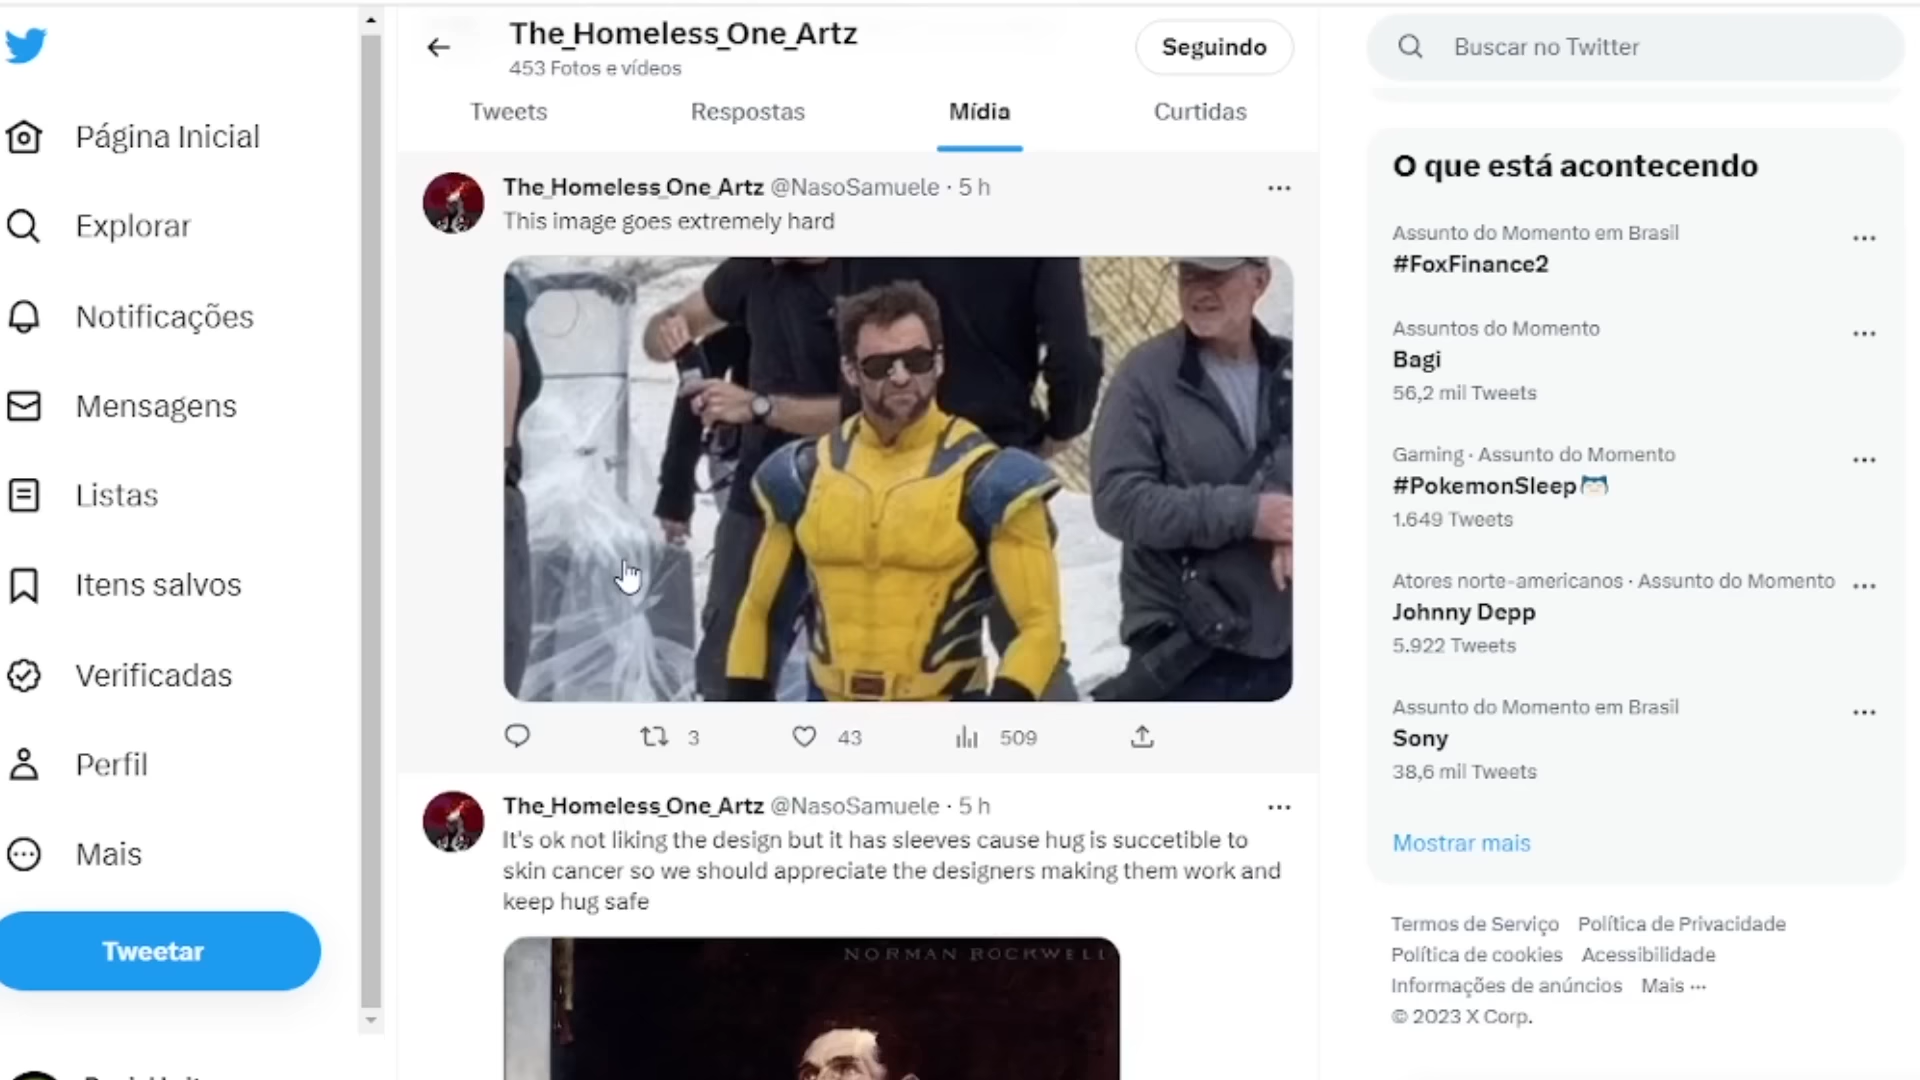 Página Inicial
Explorar
Notificações
Mensagens
Listas
Itens salvos
Verificadas
Perfil
Mais
Tweetar
The_Homeless_One_Artz
453 Fotos e vídeos
Seguindo
Tweets Respostas Mídia Curtidas
The_Homeless_One_Artz @NasoSamuele · 5 h
This image goes extremely hard
3 43 509
The_Homeless_One_Artz @NasoSamuele · 5 h
It's ok not liking the design but it has sleeves cause hug is succetible to
skin cancer so we should appreciate the designers making them work and
keep hug safe
NORMAN ROCKWELL
Buscar no Twitter
O que está acontecendo
Assunto do Momento em Brasil
#FoxFinance2
Assuntos do Momento
Bagi
56,2 mil Tweets
Gaming · Assunto do Momento
#PokemonSleep
1.649 Tweets
Atores norte-americanos · Assunto do Momento
Johnny Depp
5.922 Tweets
Assunto do Momento em Brasil
Sony
38,6 mil Tweets
Mostrar mais
Termos de Serviço Política de Privacidade
Política de cookies Acessibilidade
Informações de anúncios Mais ···
© 2023 X Corp.